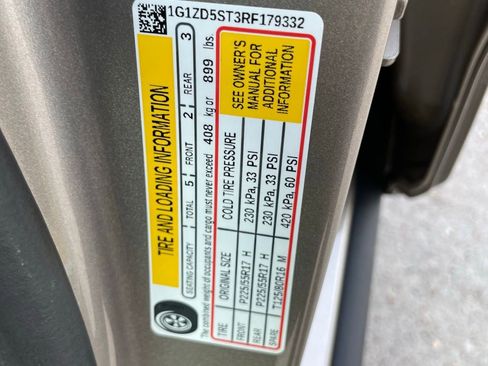 1G1ZD5ST3RF179332
TIRE AND LOADING INFORMATION
SEATING CAPACITY TOTAL 5 FRONT 2 REAR 3
The combined weight of occupants and cargo must never exceed 408 kg or 899 lbs.
TIRE ORIGINAL SIZE COLD TIRE PRESSURE
FRONT P225/55R17 H 230 kPa, 33 PSI
REAR P225/55R17 H 230 kPa, 33 PSI
SPARE T125/80R16 M 420 kPa, 60 PSI
SEE OWNER'S
MANUAL FOR
ADDITIONAL
INFORMATION